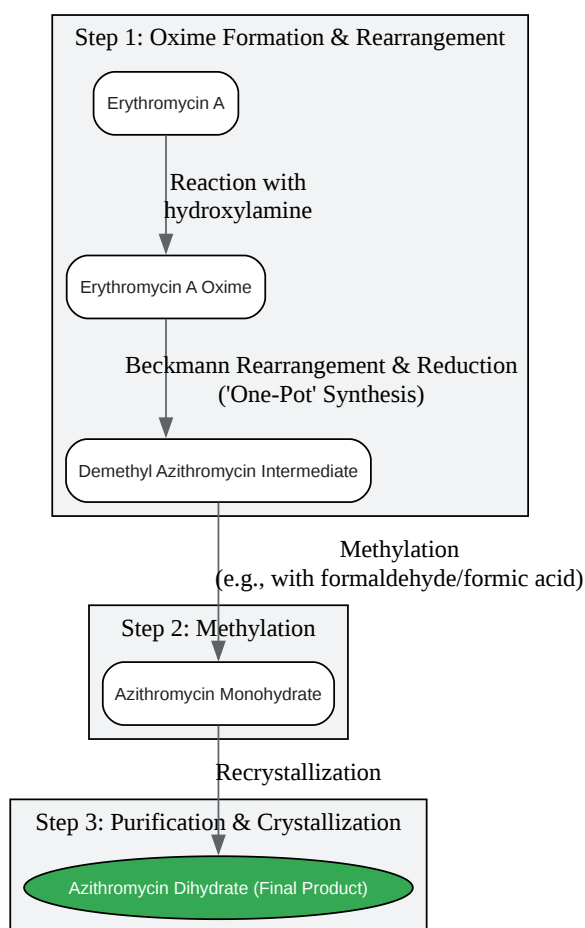 Step 1: Oxime Formation & Rearrangement
Erythromycin A
Reaction with
hydroxylamine
Erythromycin A Oxime
Beckmann Rearrangement & Reduction
('One-Pot' Synthesis)
Demethyl Azithromycin Intermediate
Methylation
(e.g., with formaldehyde/formic acid)
Step 2: Methylation
Azithromycin Monohydrate
Recrystallization
Step 3: Purification & Crystallization
Azithromycin Dihydrate (Final Product)